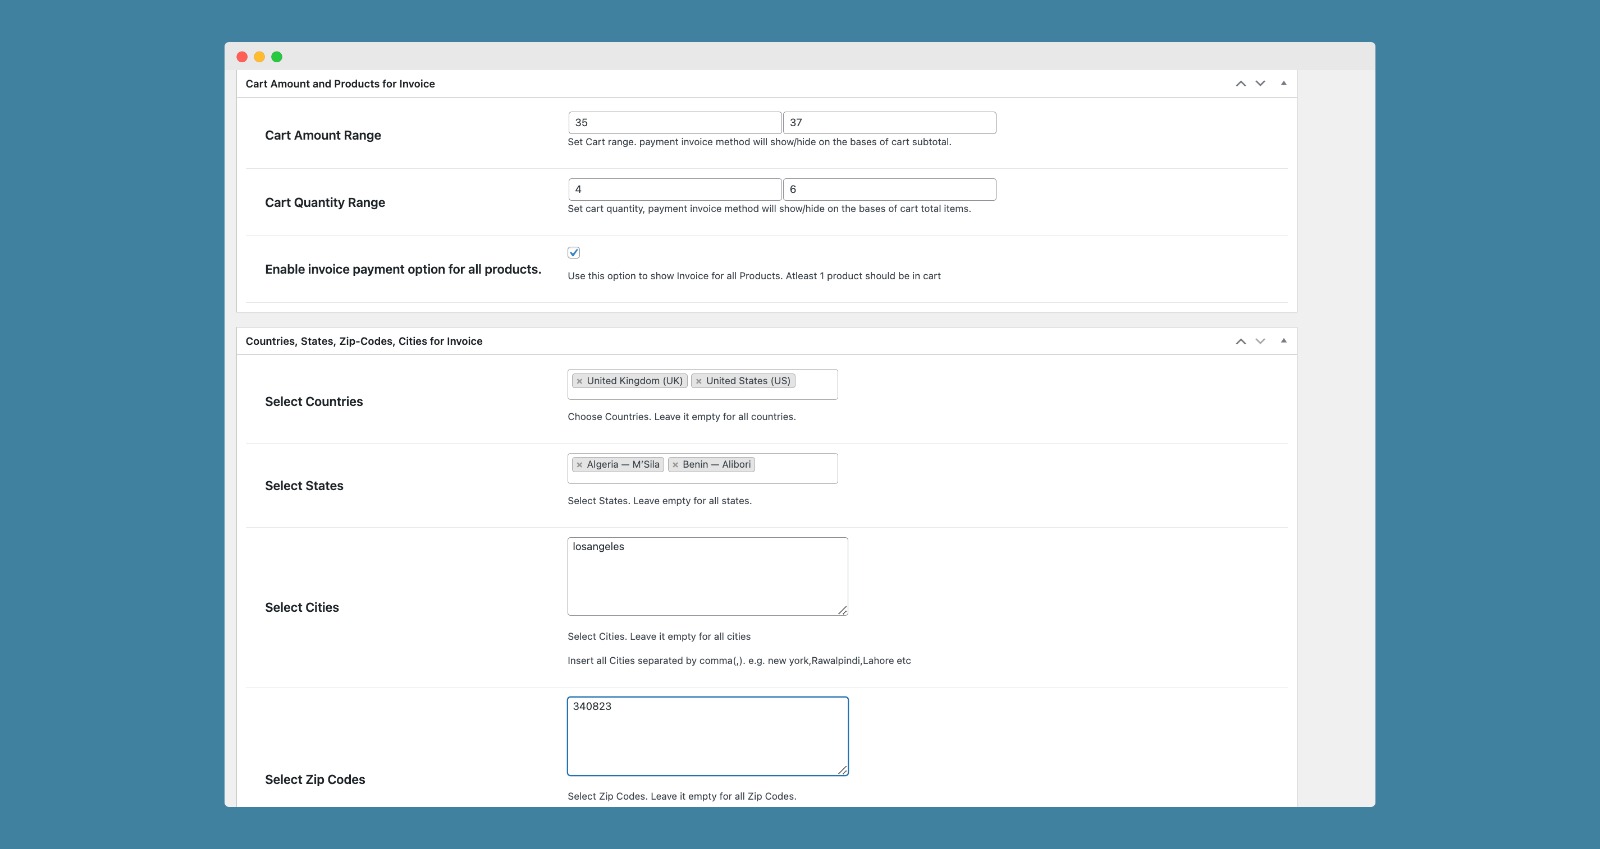 Cart Amount and Products for Invoice
Cart Amount Range
35
37
Set Cart range. payment invoice method will show/hide on the bases of cart subtotal.
Cart Quantity Range
4
6
Set cart quantity, payment invoice method will show/hide on the bases of cart total items.
Enable invoice payment option for all products.
Use this option to show Invoice for all Products. Atleast 1 product should be in cart
Countries, States, Zip-Codes, Cities for Invoice
Select Countries
× United Kingdom (UK) × United States (US)
Choose Countries. Leave it empty for all countries.
Select States
× Algeria — M'Sila × Benin — Alibori
Select States. Leave empty for all states.
Select Cities
losangeles
Select Cities. Leave it empty for all cities
Insert all Cities separated by comma(,). e.g. new york,Rawalpindi,Lahore etc
Select Zip Codes
340823
Select Zip Codes. Leave it empty for all Zip Codes.